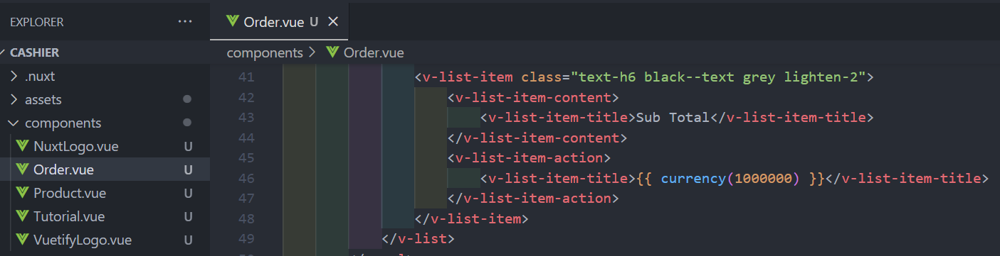 EXPLORER ...
CASHIER
.nuxt
assets
components
NuxtLogo.vue U
Order.vue U
Product.vue U
Tutorial.vue U
VuetifyLogo.vue U
Order.vue U
components > Order.vue
41 <v-list-item class="text-h6 black--text grey lighten-2">
42 <v-list-item-content>
43 <v-list-item-title>Sub Total</v-list-item-title>
44 </v-list-item-content>
45 <v-list-item-action>
46 <v-list-item-title>{{ currency(1000000) }}</v-list-item-title>
47 </v-list-item-action>
48 </v-list-item>
49 </v-list>